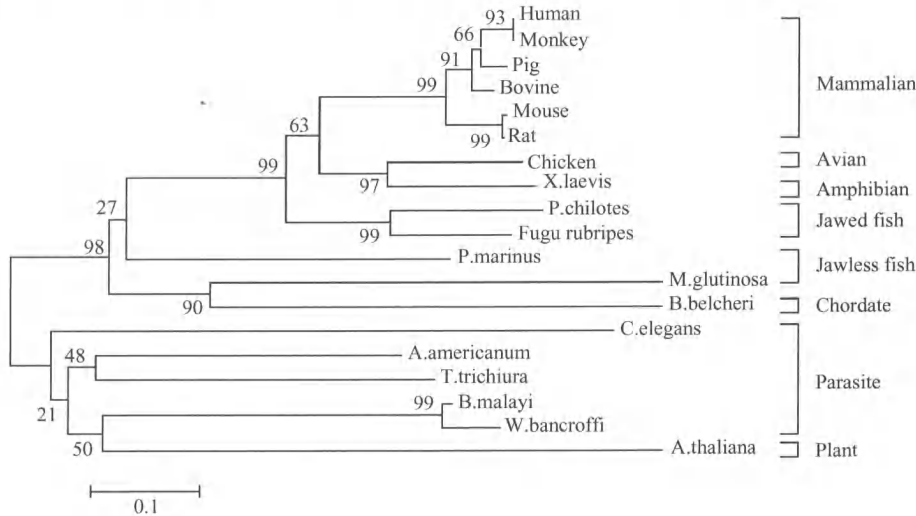 Human
93
Monkey
66
Pig
91
Bovine
99
Mammalian
Mouse
99
Rat
63
Chicken
Avian
99
97
X.laevis
Amphibian
P.chilotes
27
Jawed fish
99
Fugu rubripes
98
P.marinus
Jawless fish
M.glutinosa
90
B.belcheri
Chordate
C.elegans
48
A.americanum
T.trichiura
Parasite
21
99
B.malayi
W.bancroffi
50
A.thaliana
Plant
0.1